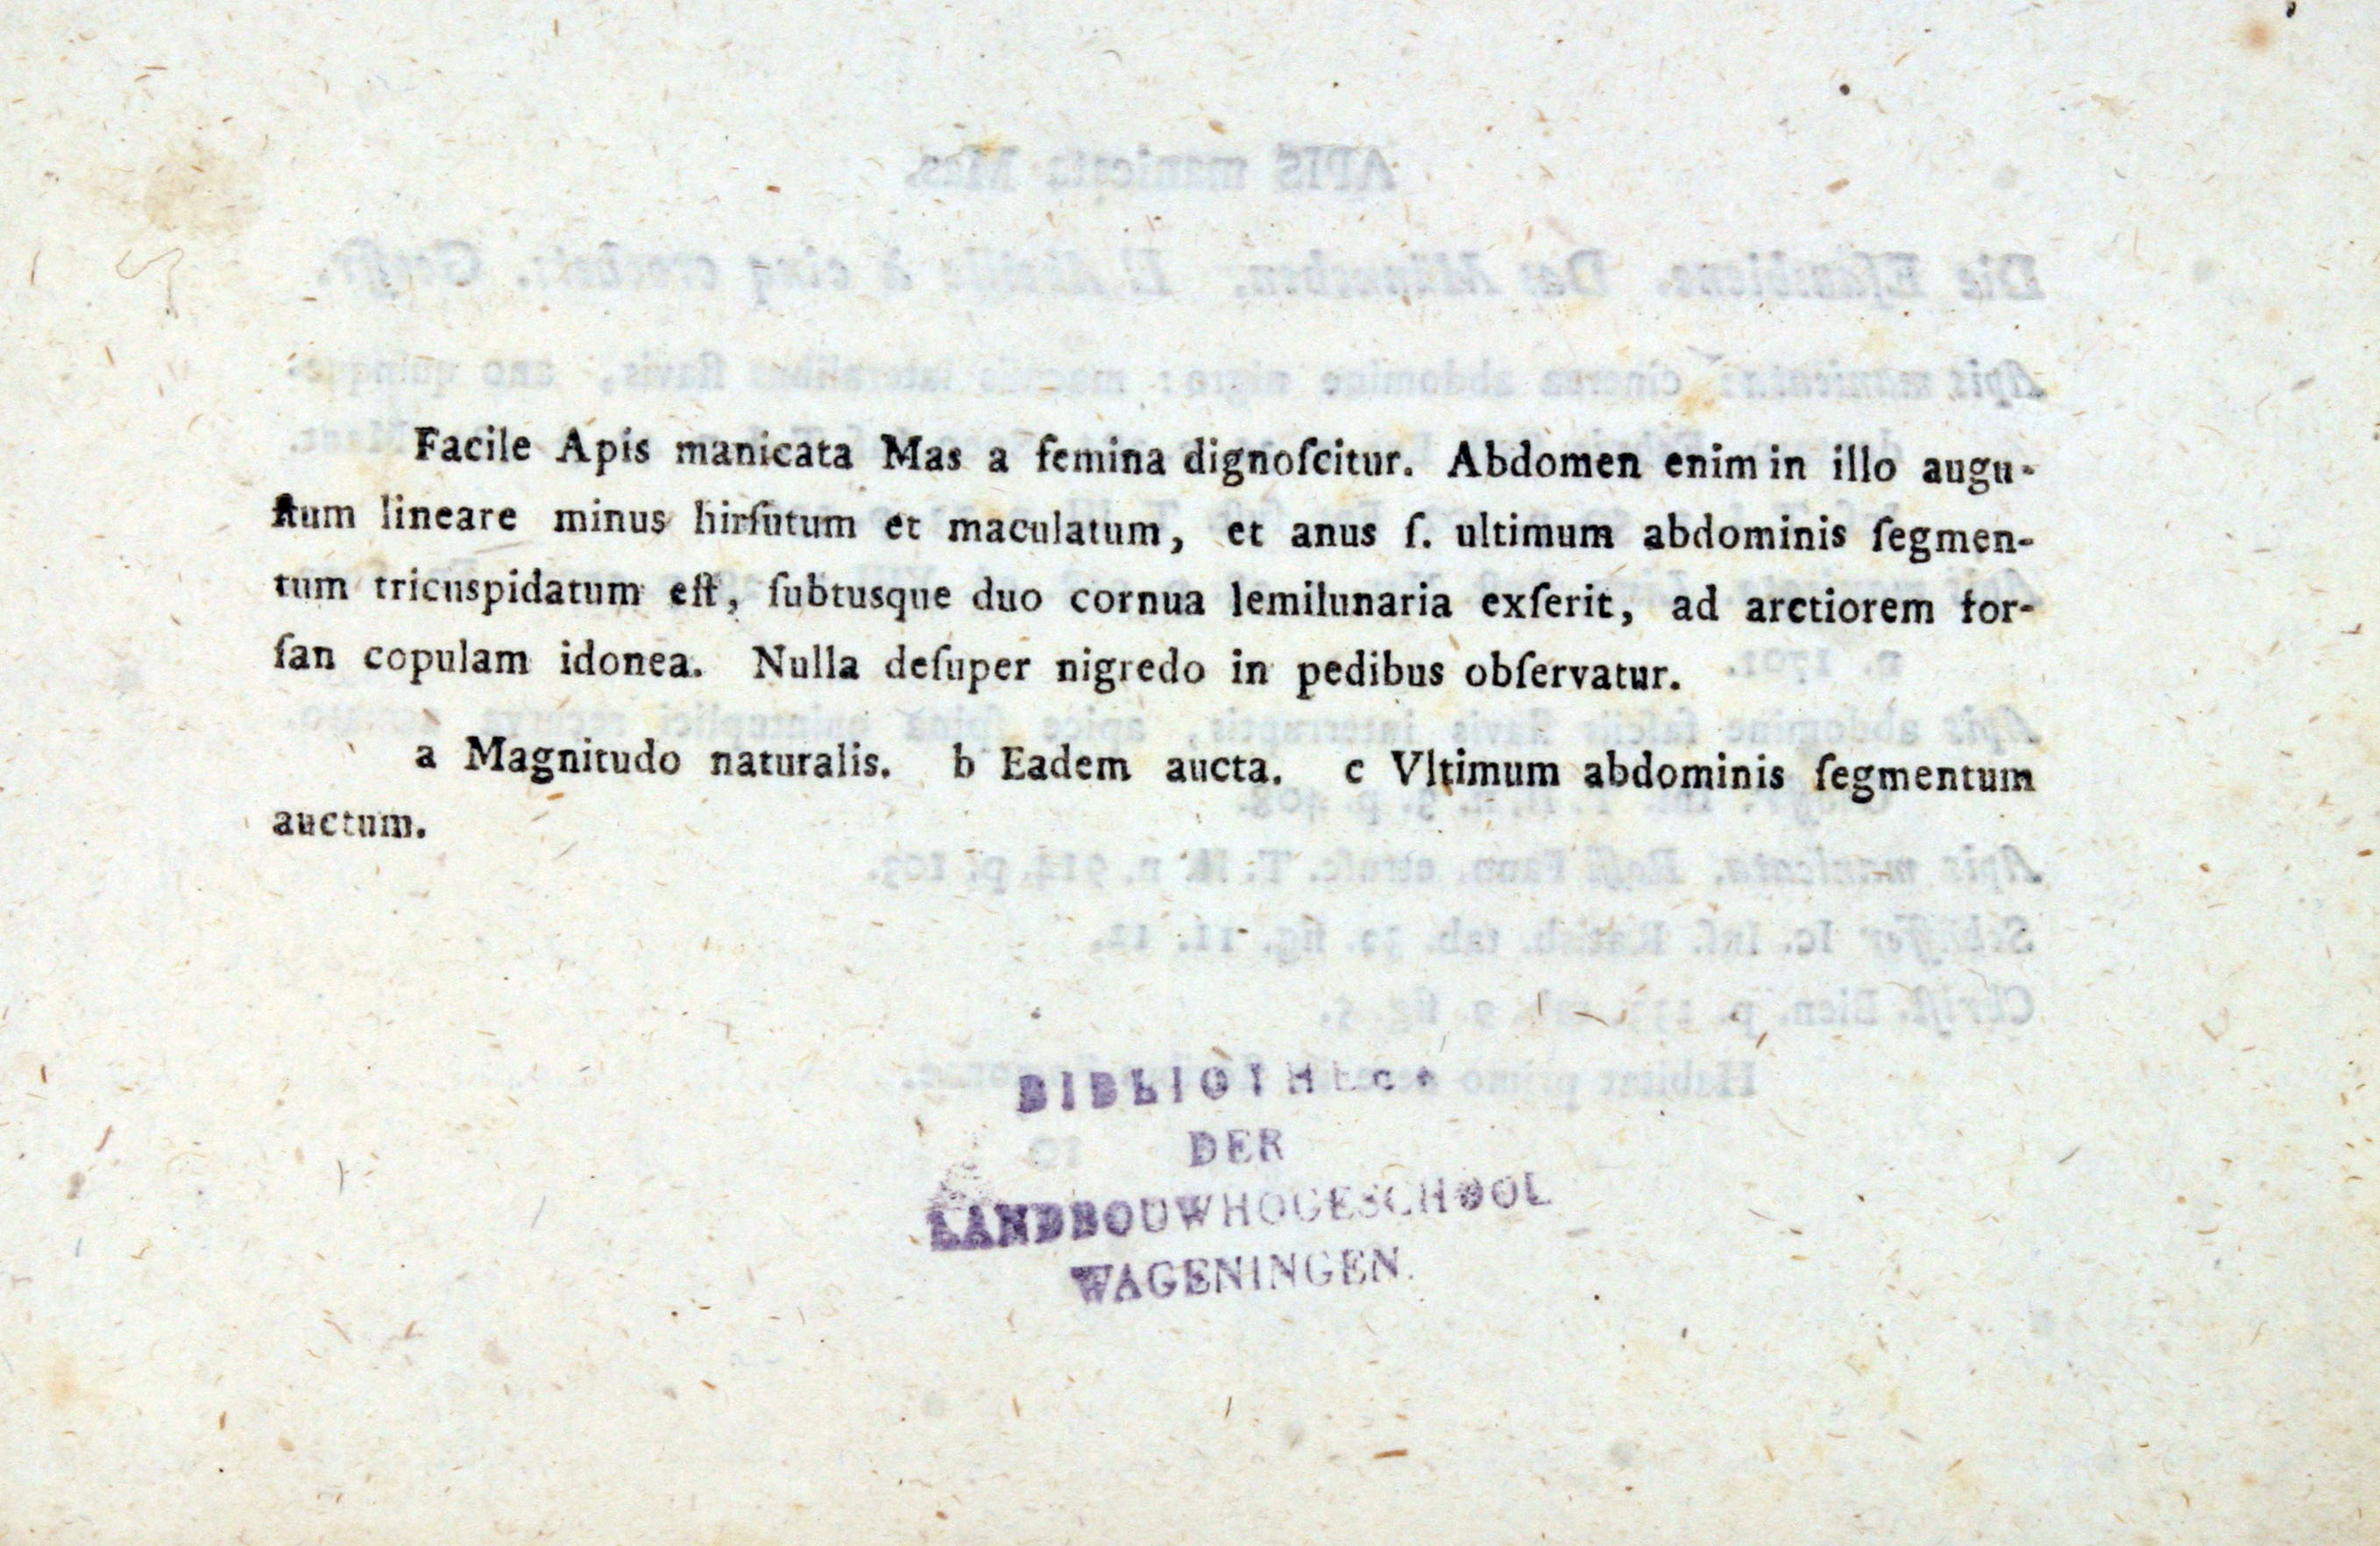 Facile Apis manicata Mas a femina dignoſcitur. Abdomen enim in illo augu-
ſtum lineare minus hirſutum et maculatum, et anus ſ. ultimum abdominis ſegmen-
tum tricuspidatum eſt, ſubtusque duo cornua lemilunaria exſerit, ad arctiorem for-
ſan copulam idonea. Nulla deſuper nigredo in pedibus obſervatur.
a Magnitudo naturalis. b Eadem aucta. c Vltimum abdominis ſegmentum
auctum.
BIBLIOTHEEK
DER
LANDBOUWHOGESCHOOL
WAGENINGEN.